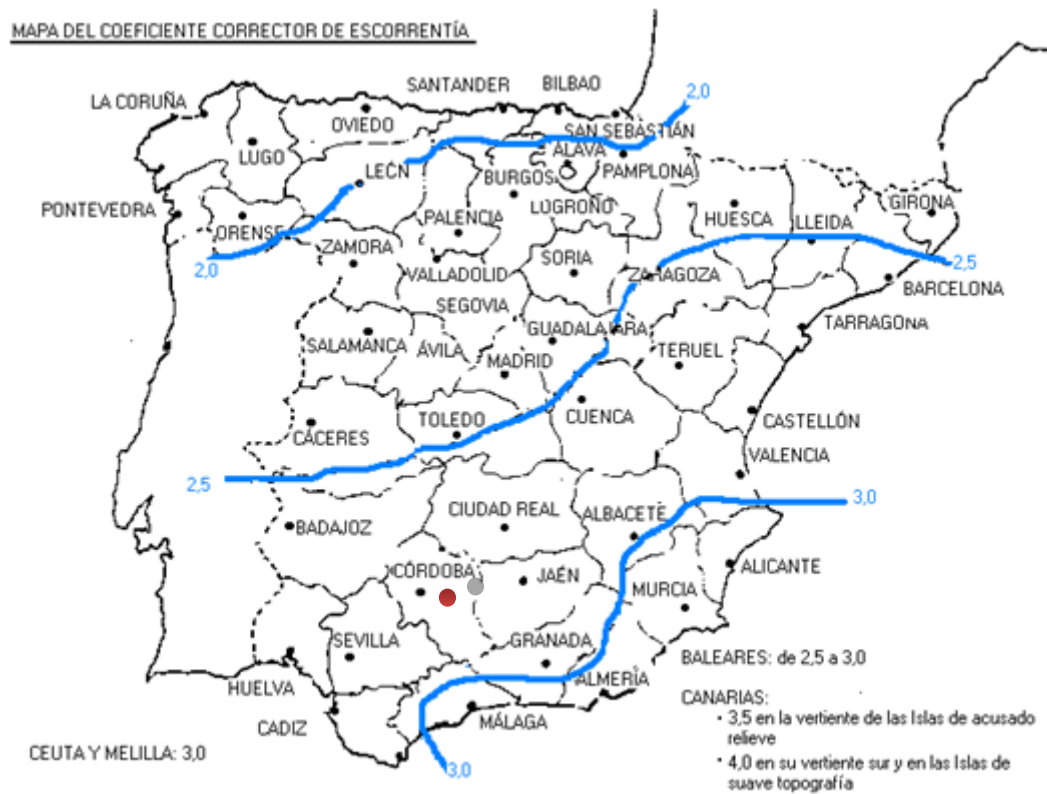 MAPA DEL COEFICIENTE CORRECTOR DE ESCORRENTÍA
SANTANDER
BILBAO
2,0
LA CORUÑA
OVIEDO
SAN SEBASTIÁN
LUGO
LEÓN
ÁLAVA
PAMPLONA
BURGOS
PONTEVEDRA
ORENSE
PALENCIA
LOGROÑO
HUESCA
LLEIDA
GIRONA
2,0
ZAMORA
VALLADOLID
SORIA
ZARAGOZA
2,5
BARCELONA
SEGOVIA
GUADALAJARA
TARRAGONA
SALAMANCA
ÁVILA
MADRID
TERUEL
CÁCERES
TOLEDO
CUENCA
CASTELLÓN
VALENCIA
2,5
3,0
BADAJOZ
CIUDAD REAL
ALBACETE
CÓRDOBA
JAÉN
ALICANTE
MURCIA
SEVILLA
GRANADA
BALEARES: de 2,5 a 3,0
HUELVA
ALMERÍA
CANARIAS:
CADIZ
MÁLAGA
• 3,5 en la vertiente de las Islas de acusado
relieve
CEUTA Y MELILLA: 3,0
3,0
• 4,0 en su vertiente sur y en las Islas de
suave topografía